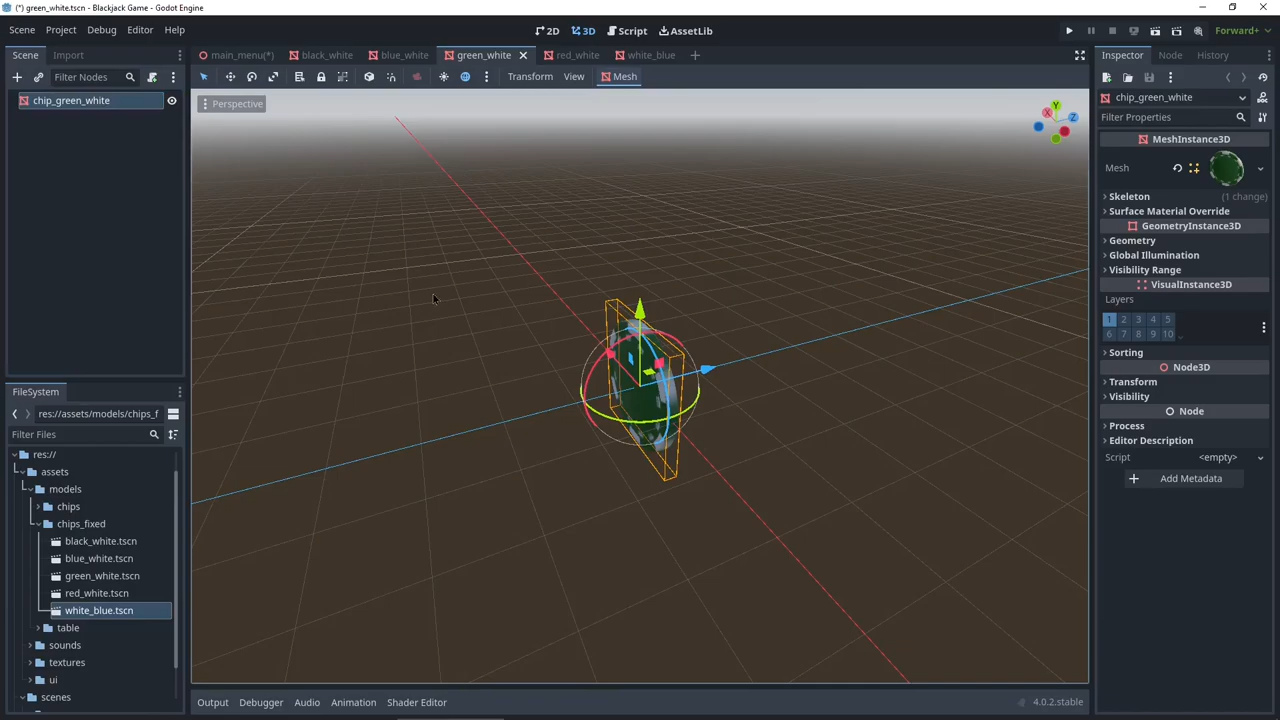 (*) green_white.tscn - Blackjack Game - Godot Engine
Scene Project Debug Editor Help
2D 3D Script AssetLib
Forward+
Scene Import
main_menu(*) black_white blue_white green_white red_white white_blue
Inspector Node History
Filter Nodes
Transform View Mesh
chip_green_white
Perspective
Y
X
Z
chip_green_white
Filter Properties
MeshInstance3D
Mesh
Skeleton (1 change)
Surface Material Override
GeometryInstance3D
Geometry
Global Illumination
Visibility Range
VisualInstance3D
Layers
1 2 3 4 5
6 7 8 9 10
Sorting
Node3D
Transform
Visibility
Node
Process
Editor Description
Script <empty>
Add Metadata
FileSystem
res://assets/models/chips_f
Filter Files
res://
assets
models
chips
chips_fixed
black_white.tscn
blue_white.tscn
green_white.tscn
red_white.tscn
white_blue.tscn
table
sounds
textures
ui
scenes
Output Debugger Audio Animation Shader Editor
4.0.2.stable